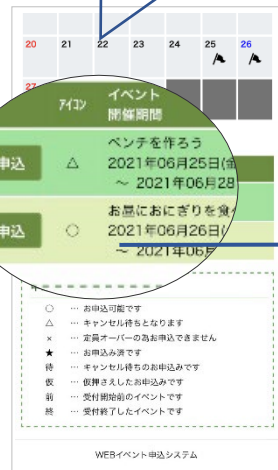 20 21 22 23 24 25 26
27
アイコン イベント
開催期間
申込 △ ベンチを作ろう
2021年06月25日(金
～ 2021年06月28
申込 ○ お昼におにぎりを食べ
2021年06月26日(
～ 2021年06月
○ … お申込可能です
△ … キャンセル待ちとなります
× … 定員オーバーの為お申込できません
★ … お申込み済です
待 … キャンセル待ちのお申込みです
仮 … 仮押さえしたお申込みです
前 … 受付開始前のイベントです
終 … 受付終了したイベントです
WEBイベント申込システム